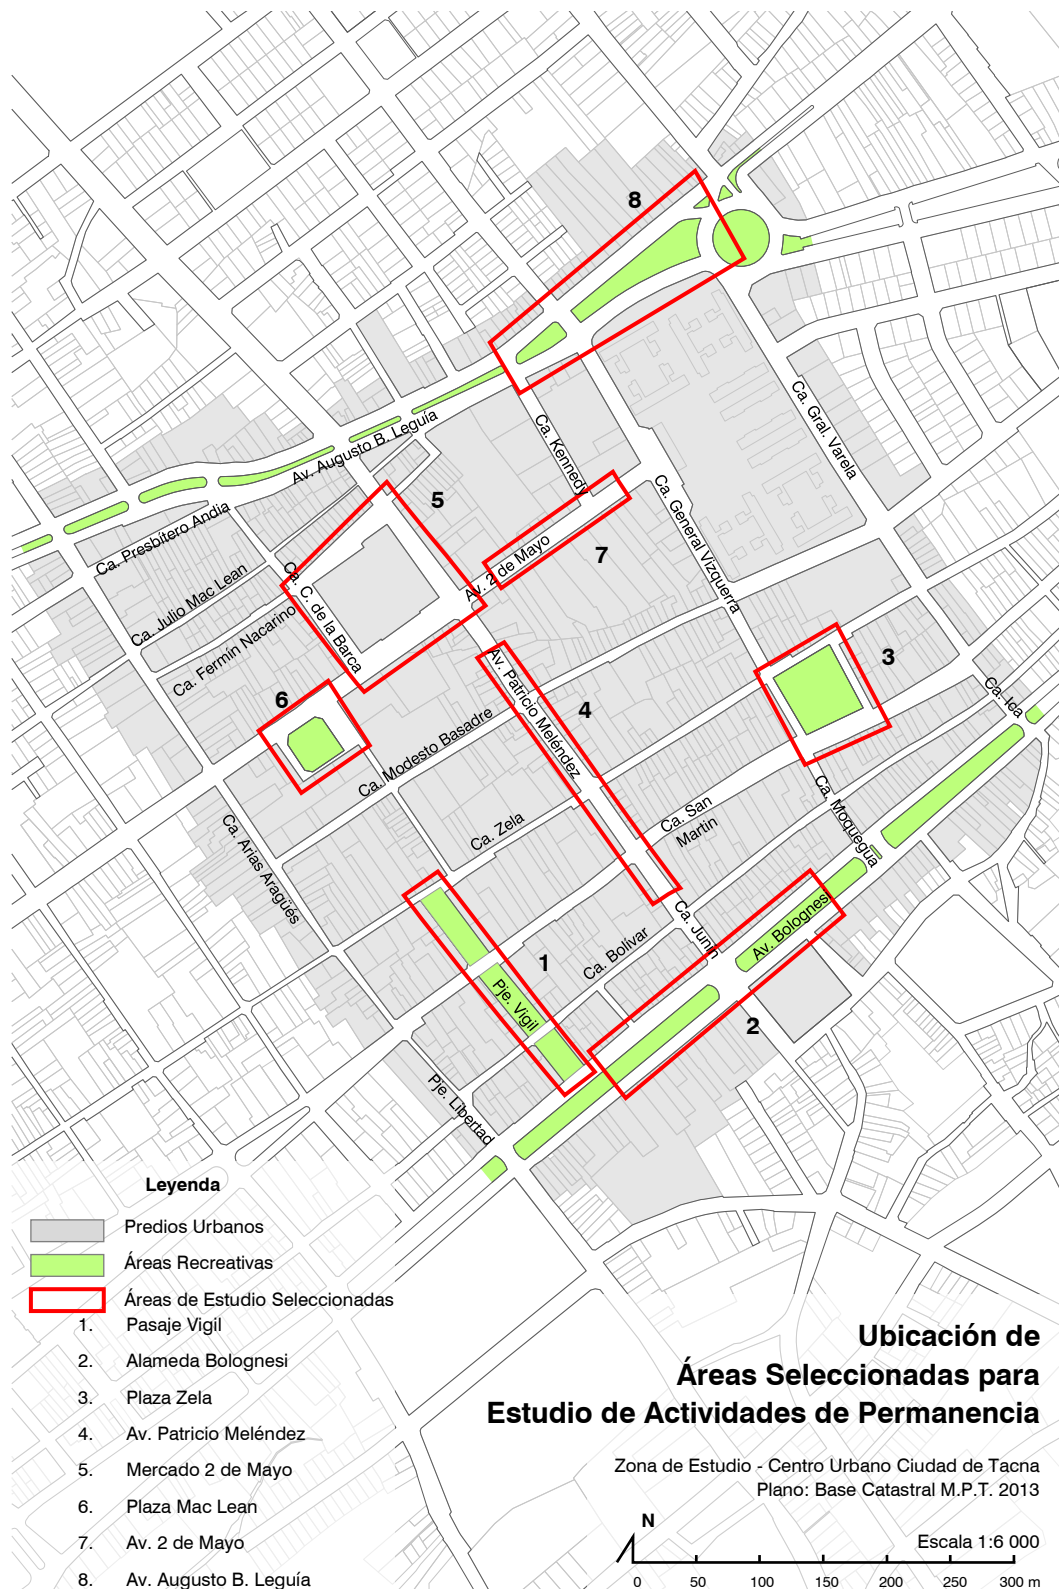 8
Ca. Gral. Varela
Ca. Kennedy
Av. Augusto B. Leguía
5
Ca. General Vizquerra
Ca. Presbitero Andia
7
Av. 2 de Mayo
Ca. Julio Mac Lean
Ca. C. de la Barca
Ca. Fermin Nacarino
3
6
Av. Patricio Meléndez
4
Ca. Ica
Ca. Modesto Basadre
Ca. Zela
Ca. San
Martin
Ca. Moquegua
Ca. Arias Aragüés
Ca. Junin
Av. Bolognesi
Ca. Bolívar
1
Pje. Vigil
2
Pje. Libertad
Leyenda
Predios Urbanos
Áreas Recreativas
Áreas de Estudio Seleccionadas
1. Pasaje Vigil
2. Alameda Bolognesi
3. Plaza Zela
4. Av. Patricio Meléndez
5. Mercado 2 de Mayo
6. Plaza Mac Lean
7. Av. 2 de Mayo
8. Av. Augusto B. Leguía
Ubicación de
Áreas Seleccionadas para
Estudio de Actividades de Permanencia
Zona de Estudio - Centro Urbano Ciudad de Tacna
Plano: Base Catastral M.P.T. 2013
N
Escala 1:6 000
0 50 100 150 200 250 300 m